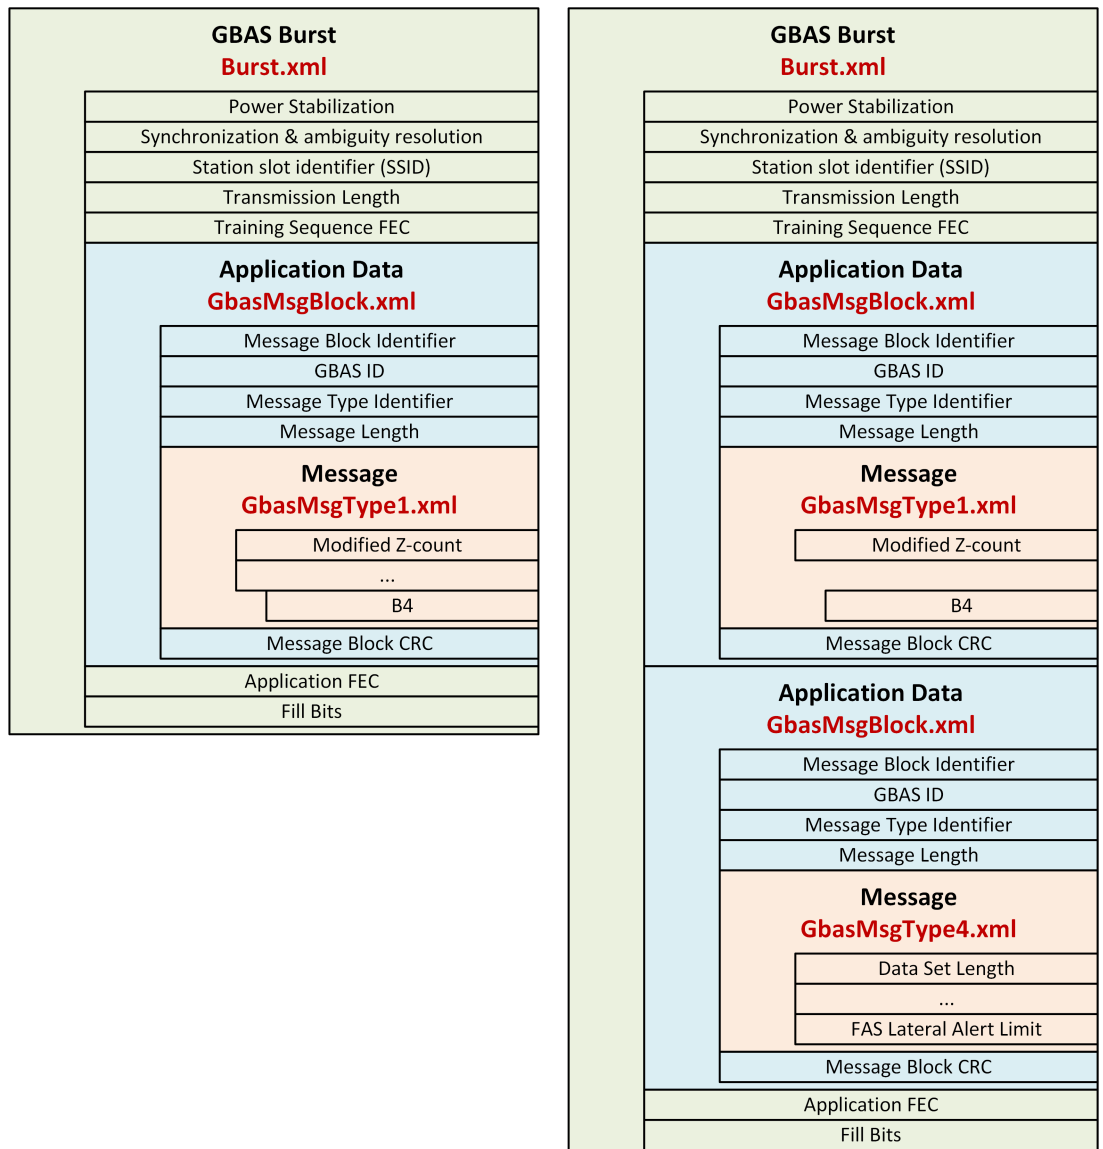 GBAS Burst
Burst.xml
Power Stabilization
Synchronization & ambiguity resolution
Station slot identifier (SSID)
Transmission Length
Training Sequence FEC
Application Data
GbasMsgBlock.xml
Message Block Identifier
GBAS ID
Message Type Identifier
Message Length
Message
GbasMsgType1.xml
Modified Z-count
...
B4
Message Block CRC
Application FEC
Fill Bits
GBAS Burst
Burst.xml
Power Stabilization
Synchronization & ambiguity resolution
Station slot identifier (SSID)
Transmission Length
Training Sequence FEC
Application Data
GbasMsgBlock.xml
Message Block Identifier
GBAS ID
Message Type Identifier
Message Length
Message
GbasMsgType1.xml
Modified Z-count
B4
Message Block CRC
Application Data
GbasMsgBlock.xml
Message Block Identifier
GBAS ID
Message Type Identifier
Message Length
Message
GbasMsgType4.xml
Data Set Length
...
FAS Lateral Alert Limit
Message Block CRC
Application FEC
Fill Bits